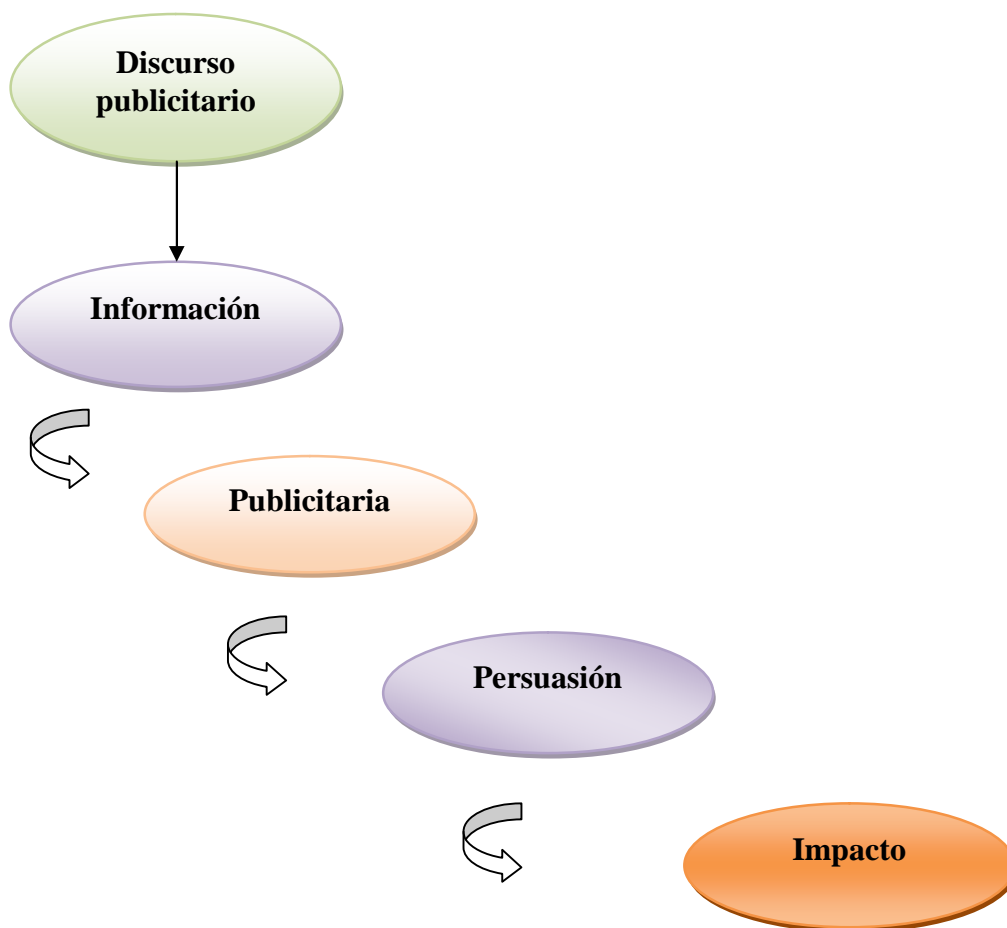 Discurso
publicitario
Información
Publicitaria
Persuasión
Impacto